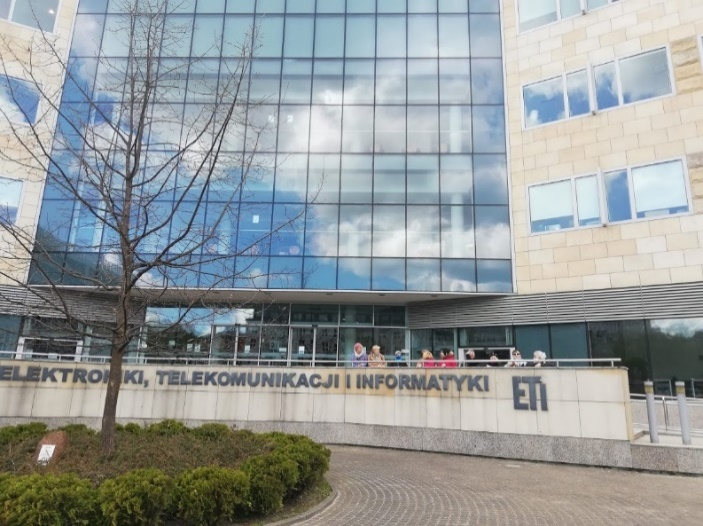 ELEKTRONIKI, TELEKOMUNIKACJI I INFORMATYKI ETI